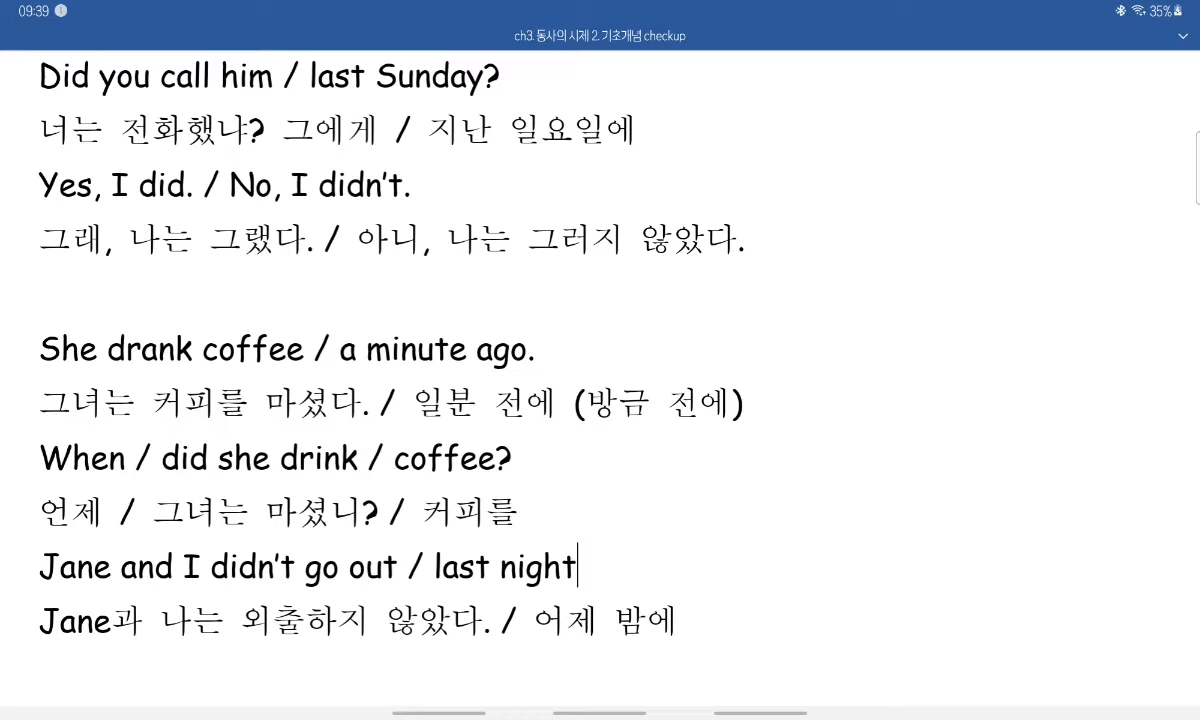 09:39
35%
ch3. 동사의 시제 2. 기초개념 checkup
Did you call him / last Sunday?
너는 전화했냐? 그에게 / 지난 일요일에
Yes, I did. / No, I didn't.
그래, 나는 그랬다. / 아니, 나는 그러지 않았다.
She drank coffee / a minute ago.
그녀는 커피를 마셨다. / 일분 전에 (방금 전에)
When / did she drink / coffee?
언제 / 그녀는 마셨니? / 커피를
Jane and I didn't go out / last night
Jane과 나는 외출하지 않았다. / 어제 밤에